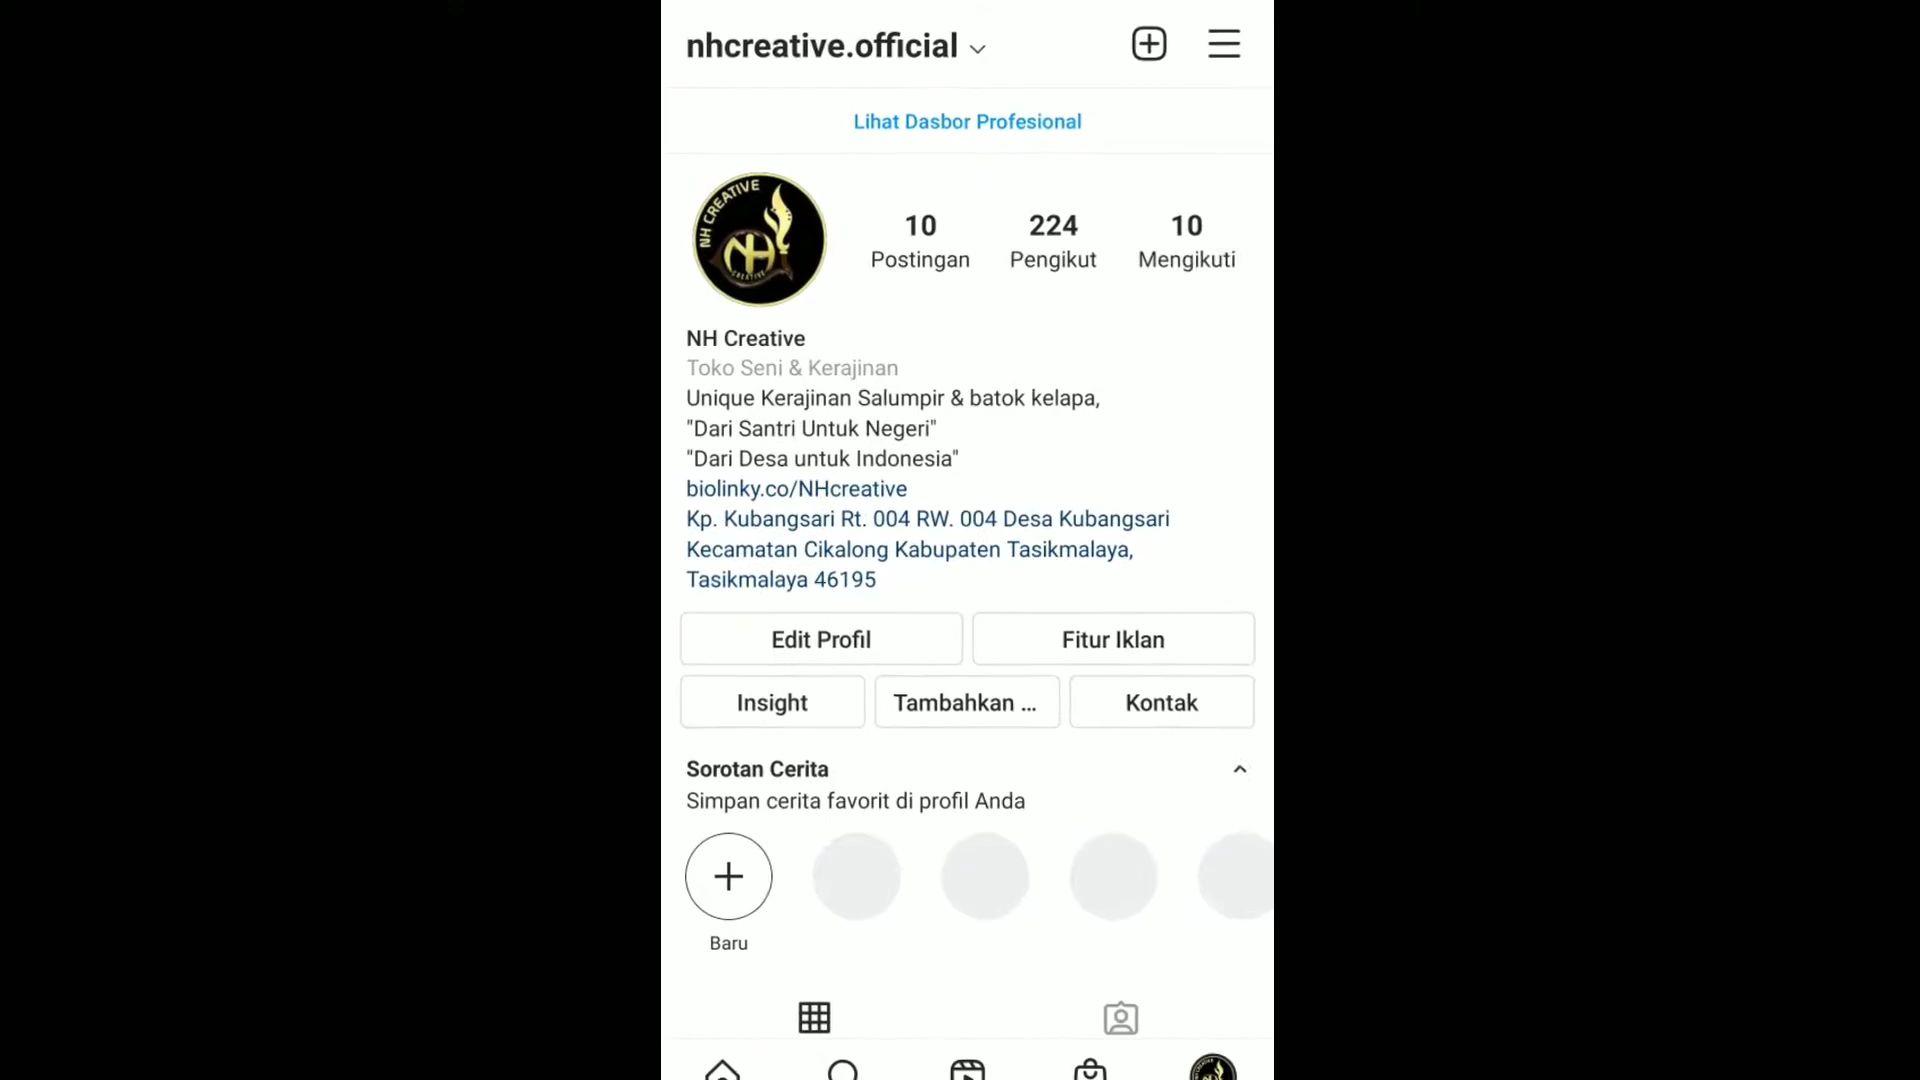 nhcreative.official
Lihat Dasbor Profesional
NH CREATIVE
NH
CREATIVE
10
Postingan
224
Pengikut
10
Mengikuti
NH Creative
Toko Seni & Kerajinan
Unique Kerajinan Salumpir & batok kelapa,
"Dari Santri Untuk Negeri"
"Dari Desa untuk Indonesia"
biolinky.co/NHcreative
Kp. Kubangsari Rt. 004 RW. 004 Desa Kubangsari
Kecamatan Cikalong Kabupaten Tasikmalaya,
Tasikmalaya 46195
Edit Profil
Fitur Iklan
Insight
Tambahkan ...
Kontak
Sorotan Cerita
Simpan cerita favorit di profil Anda
Baru